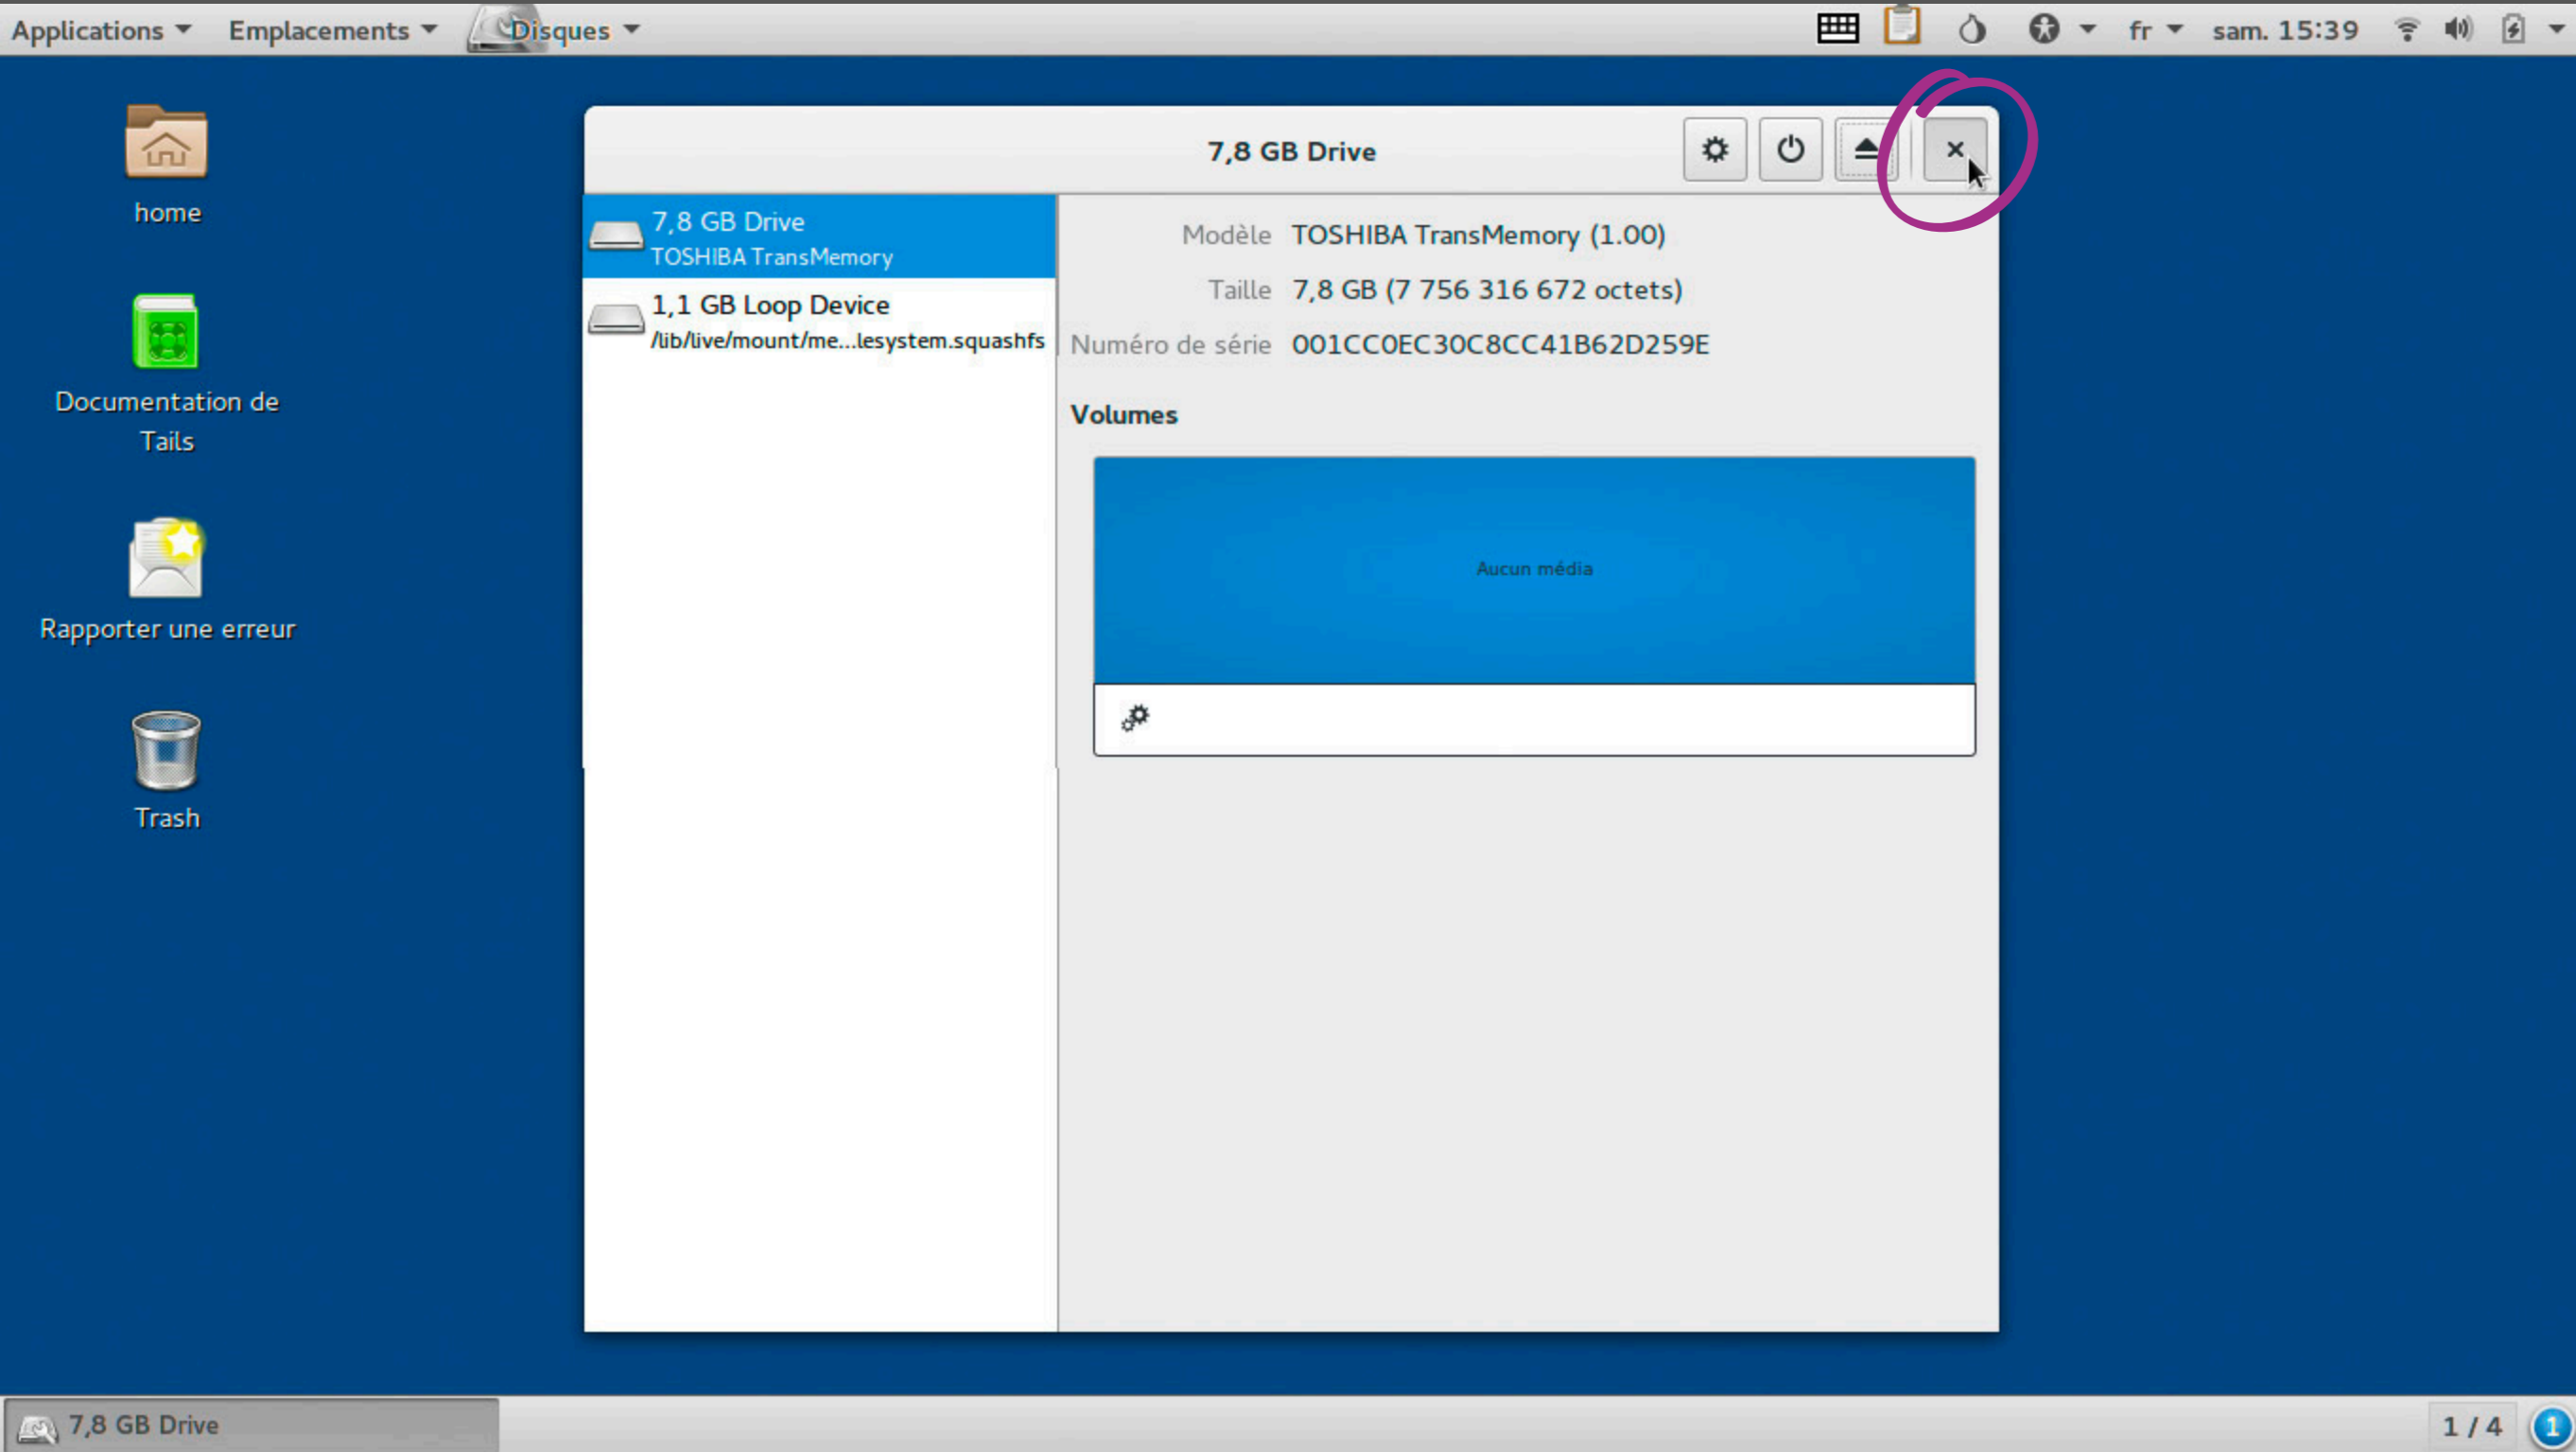 Applications
Emplacements
Disques
fr
sam. 15:39
home
Documentation de
Tails
Rapporter une erreur
Trash
7,8 GB Drive
7,8 GB Drive
TOSHIBA TransMemory
1,1 GB Loop Device
/lib/live/mount/me...lesystem.squashfs
Modèle TOSHIBA TransMemory (1.00)
Taille 7,8 GB (7 756 316 672 octets)
Numéro de série 001CC0EC30C8CC41B62D259E
Volumes
Aucun média
7,8 GB Drive
1 / 4
1